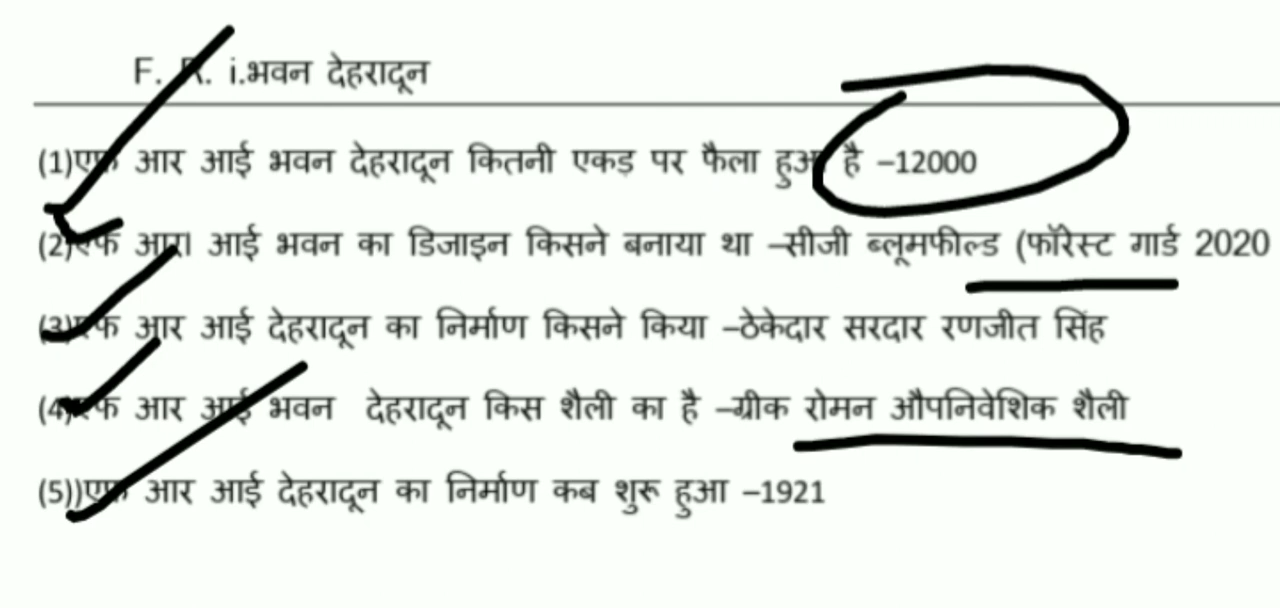 F. R. i.भवन देहरादून
(1)एफ आर आई भवन देहरादून कितनी एकड पर फैला हुआ है –12000
(2)एफ आरा आई भवन का डिजाइन किसने बनाया था –सीजी ब्लूमफील्ड (फॉरेस्ट गार्ड 2020
(3)एफ आर आई देहरादून का निर्माण किसने किया –ठेकेदार सरदार रणजीत सिंह
(4)एफ आर आई भवन देहरादून किस शैली का है –ग्रीक रोमन औपनिवेशिक शैली
(5))एफ आर आई देहरादून का निर्माण कब शुरू हुआ –1921